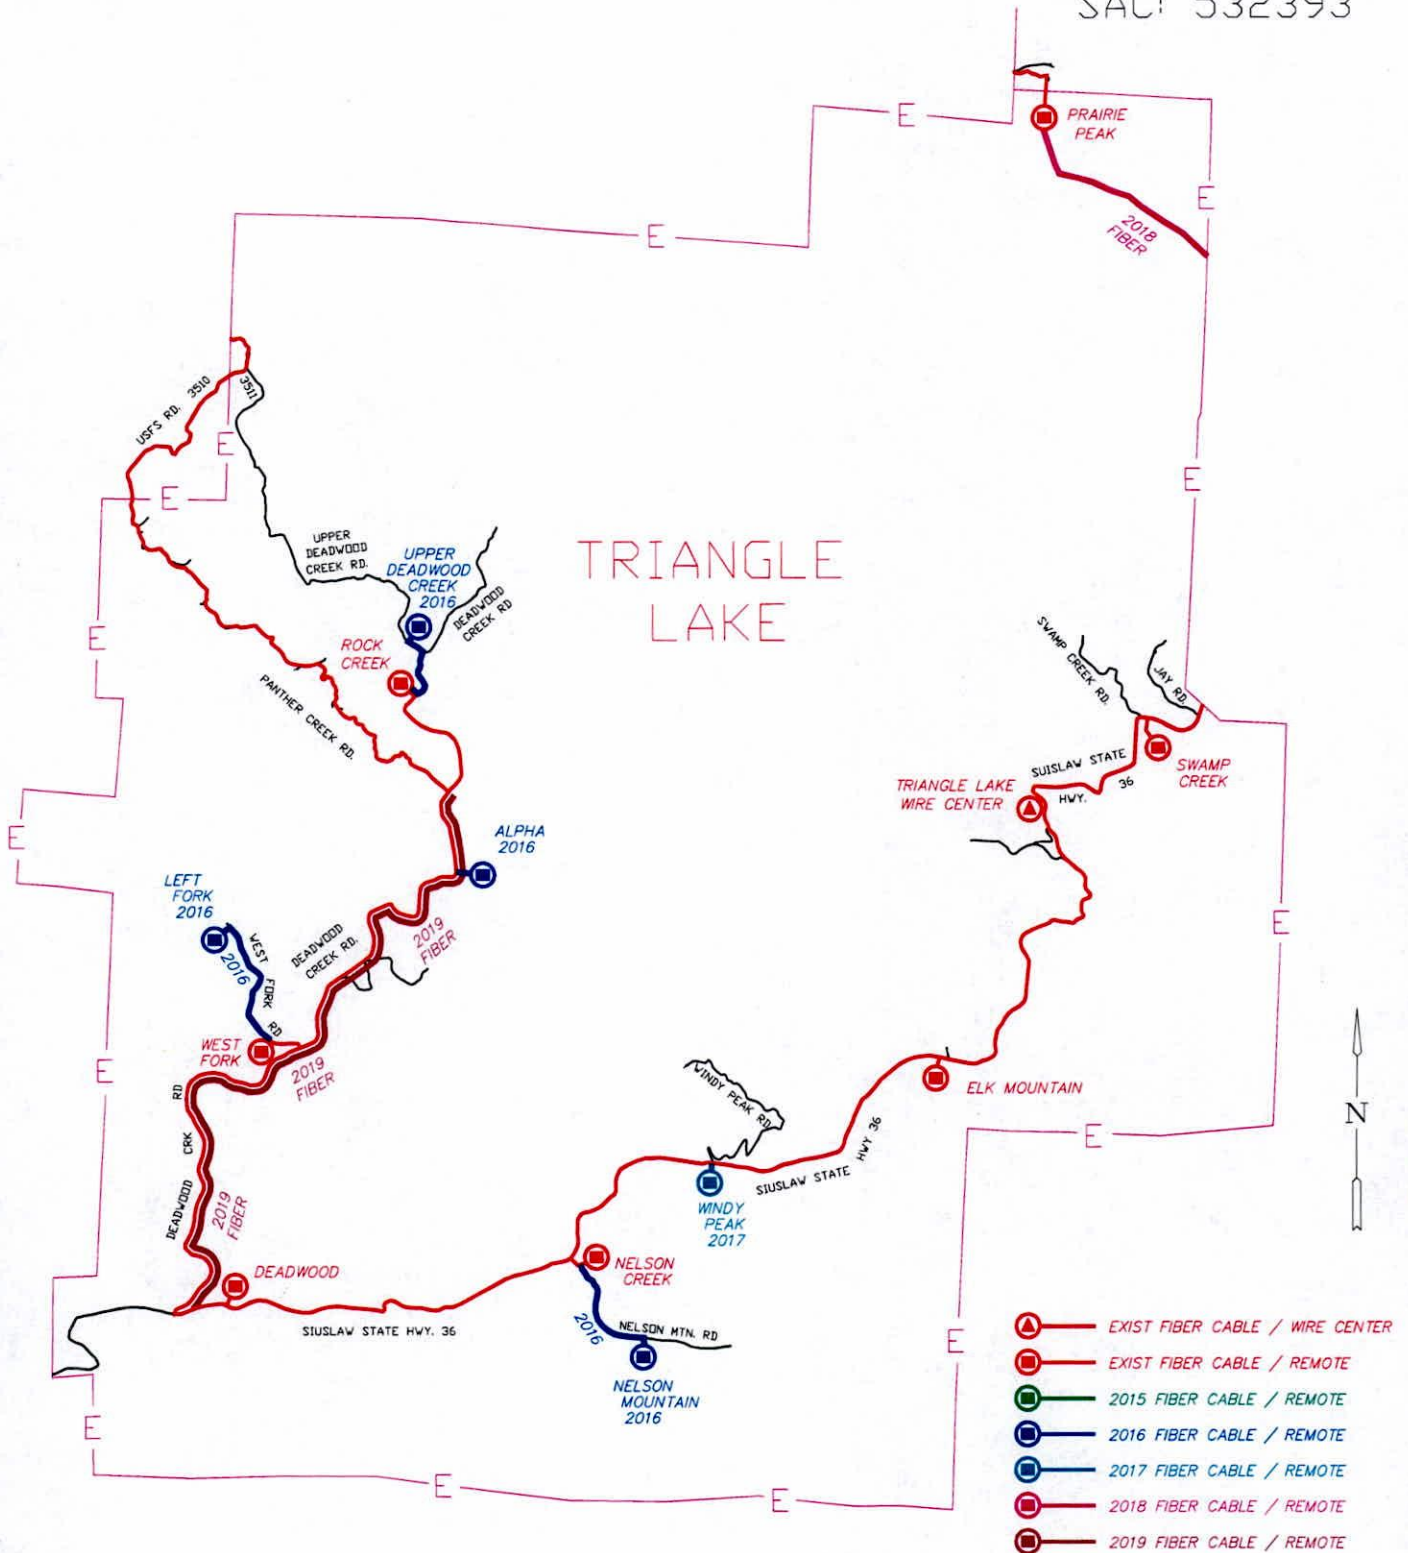 SAC: 532393
PRAIRIE
PEAK
E
E
2018
FIBER
E
USFS RD. 3510
3511
E
E
E
UPPER
DEADWOOD
CREEK RD.
UPPER
DEADWOOD
CREEK
2016
DEADWOOD
CREEK RD
TRIANGLE
LAKE
E
ROCK
CREEK
PANTHER CREEK RD.
SWAMP
CREEK RD.
JAY RD.
SUISLAW STATE
HWY. 36
SWAMP
CREEK
TRIANGLE LAKE
WIRE CENTER
E
ALPHA
2016
LEFT
FORK
2016
2016
WEST FORK RD
DEADWOOD
CREEK RD.
2019
FIBER
E
WEST
FORK
2019
FIBER
E
ELK MOUNTAIN
WINDY PEAK RD
N
E
DEADWOOD CRK RD
2019
FIBER
SIUSLAW STATE HWY 36
WINDY
PEAK
2017
DEADWOOD
NELSON
CREEK
SIUSLAW STATE HWY. 36
2016
NELSON MTN. RD
E
NELSON
MOUNTAIN
2016
E
E
E
EXIST FIBER CABLE / WIRE CENTER
EXIST FIBER CABLE / REMOTE
2015 FIBER CABLE / REMOTE
2016 FIBER CABLE / REMOTE
2017 FIBER CABLE / REMOTE
2018 FIBER CABLE / REMOTE
2019 FIBER CABLE / REMOTE